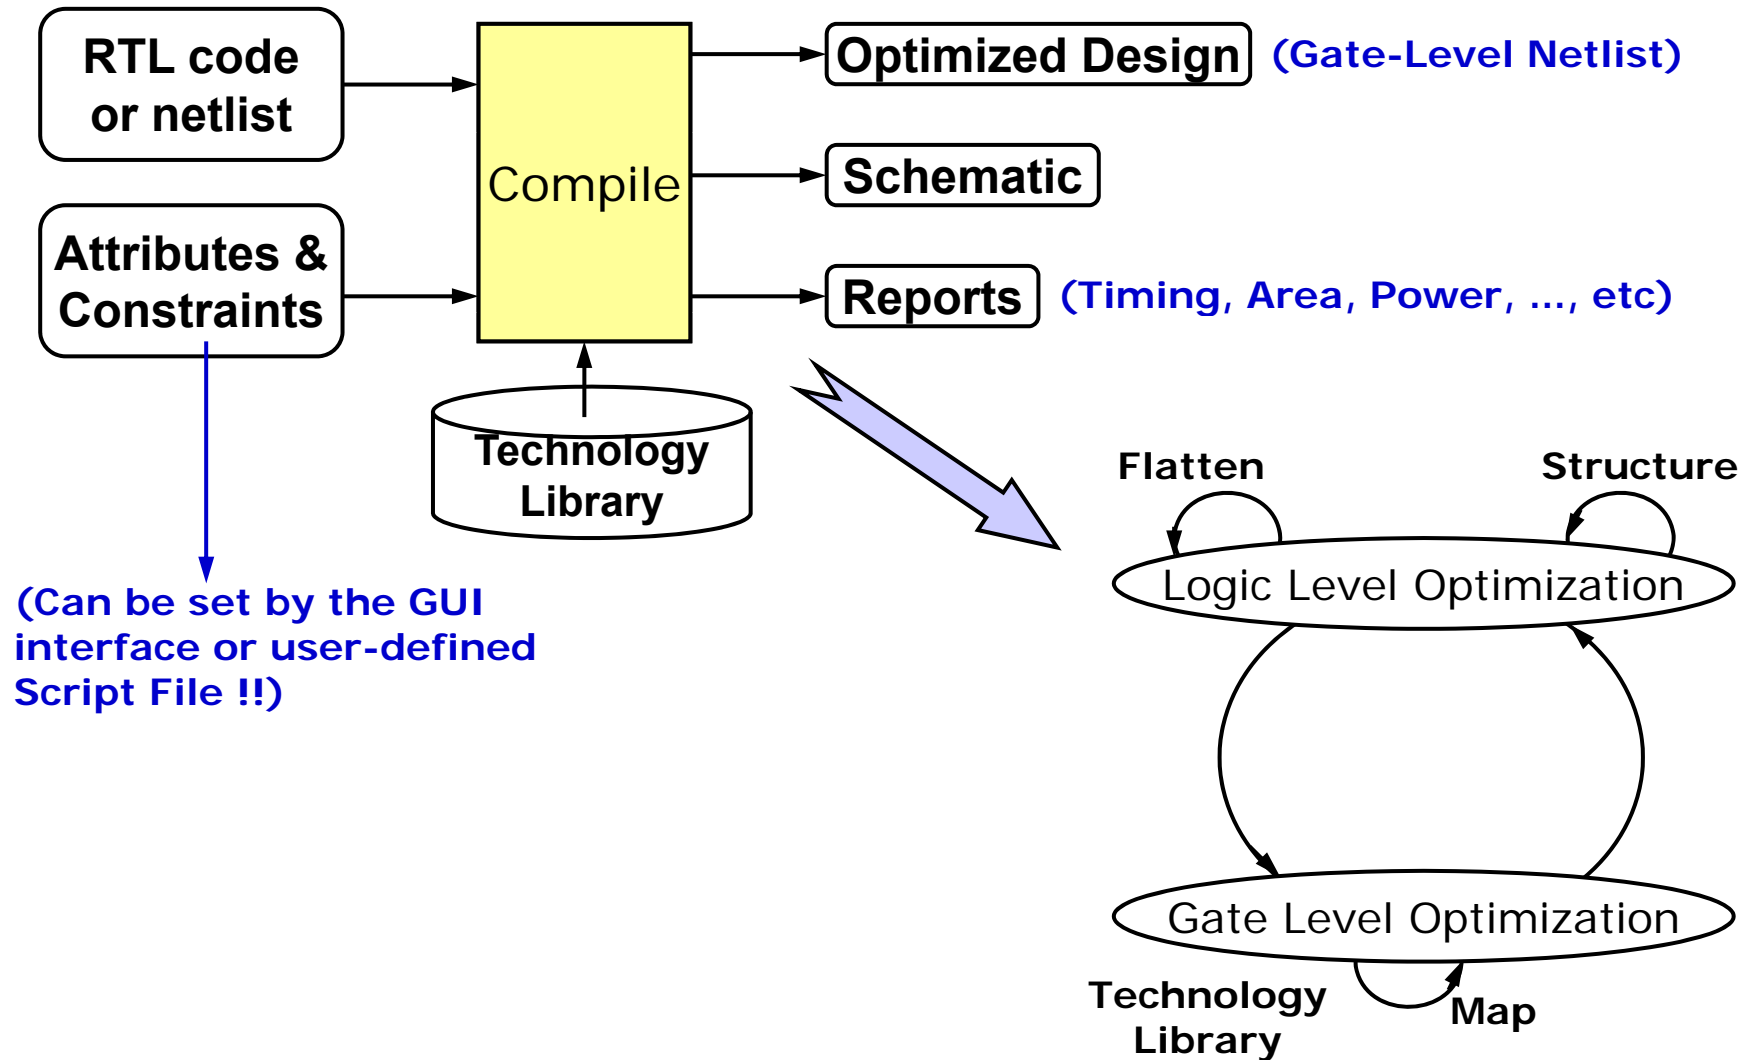 RTL code
or netlist
Attributes &
Constraints
(Can be set by the GUI
interface or user-defined
Script File !!)
Compile
Technology
Library
Optimized Design
(Gate-Level Netlist)
Schematic
Reports
(Timing, Area, Power, ..., etc)
Flatten
Structure
Logic Level Optimization
Gate Level Optimization
Technology
Library
Map